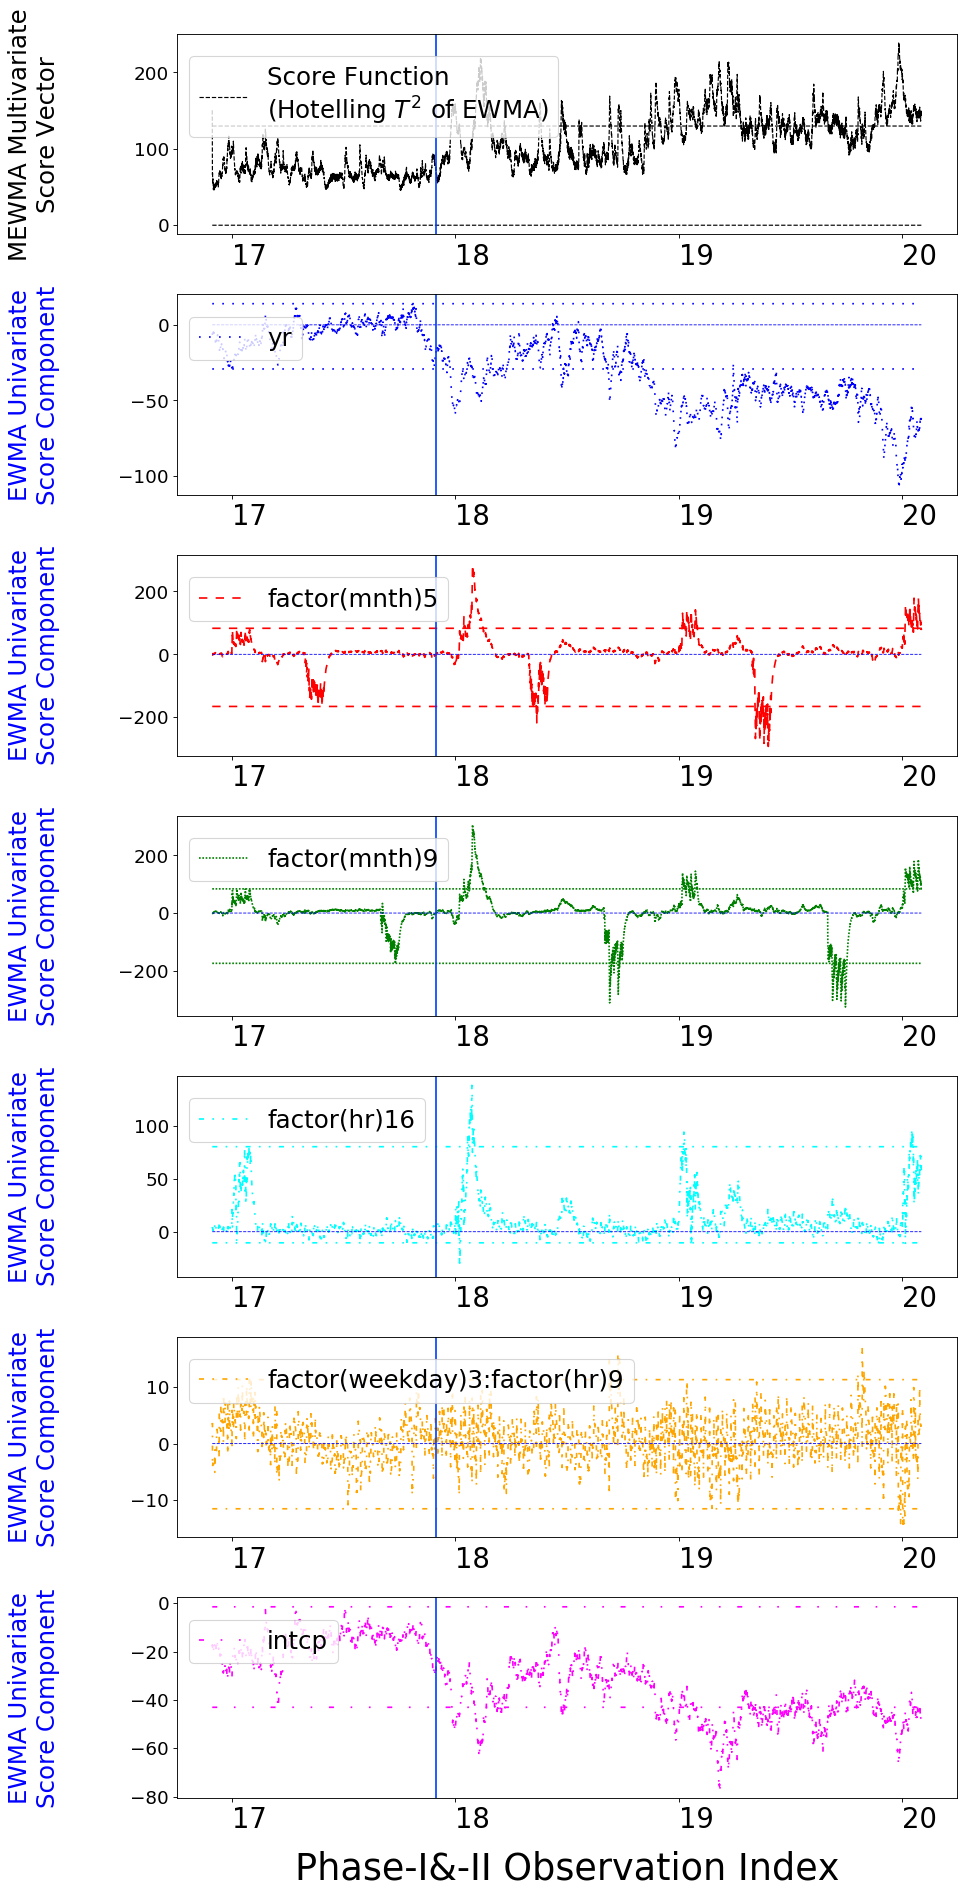 MEWMA Multivariate
Score Vector
200
100
0
Score Function
(Hotelling T² of EWMA)
17 18 19 20
EWMA Univariate
Score Component
0
−50
−100
yr
17 18 19 20
EWMA Univariate
Score Component
200
0
−200
factor(mnth)5
17 18 19 20
EWMA Univariate
Score Component
200
0
−200
factor(mnth)9
17 18 19 20
EWMA Univariate
Score Component
100
50
0
factor(hr)16
17 18 19 20
EWMA Univariate
Score Component
10
0
−10
factor(weekday)3:factor(hr)9
17 18 19 20
EWMA Univariate
Score Component
0
−20
−40
−60
−80
intcp
17 18 19 20
Phase-I&-II Observation Index